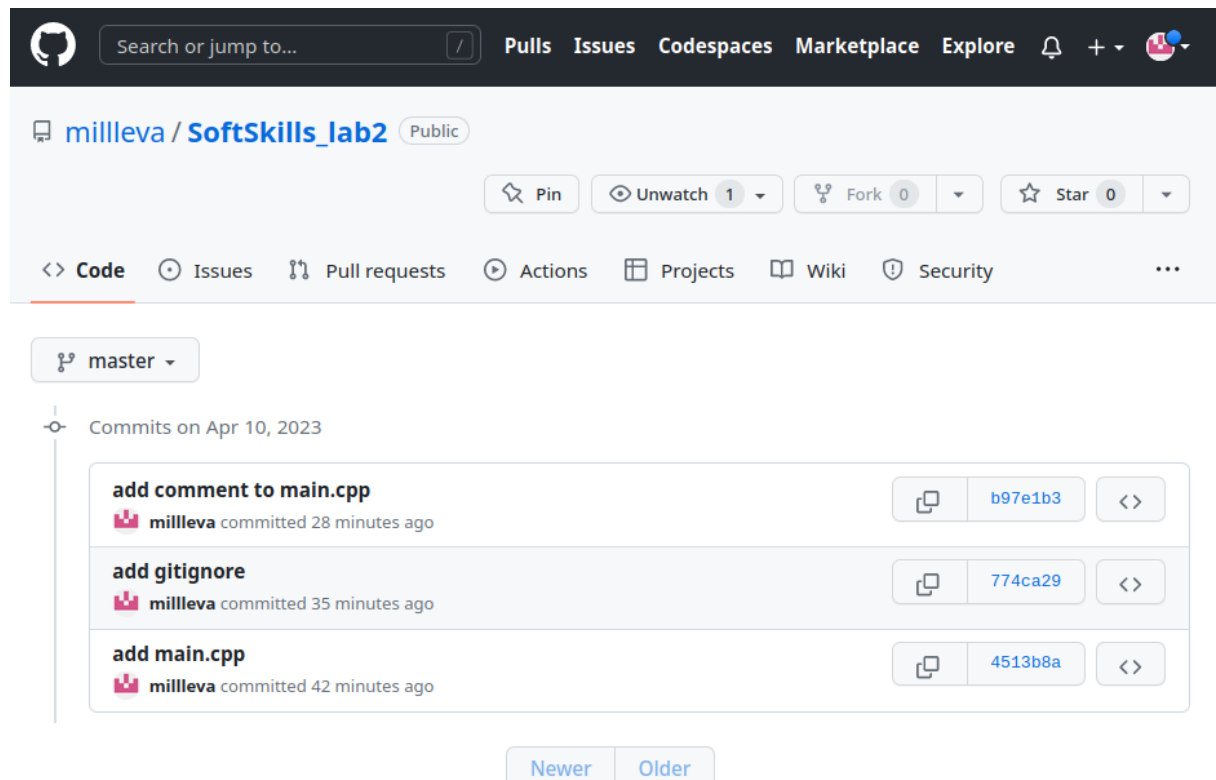 Search or jump to... / Pulls Issues Codespaces Marketplace Explore
millleva / SoftSkills_lab2 Public
Pin Unwatch 1 Fork 0 Star 0
Code Issues Pull requests Actions Projects Wiki Security
master
Commits on Apr 10, 2023
add comment to main.cpp
millleva committed 28 minutes ago
b97e1b3
add gitignore
millleva committed 35 minutes ago
774ca29
add main.cpp
millleva committed 42 minutes ago
4513b8a
Newer Older